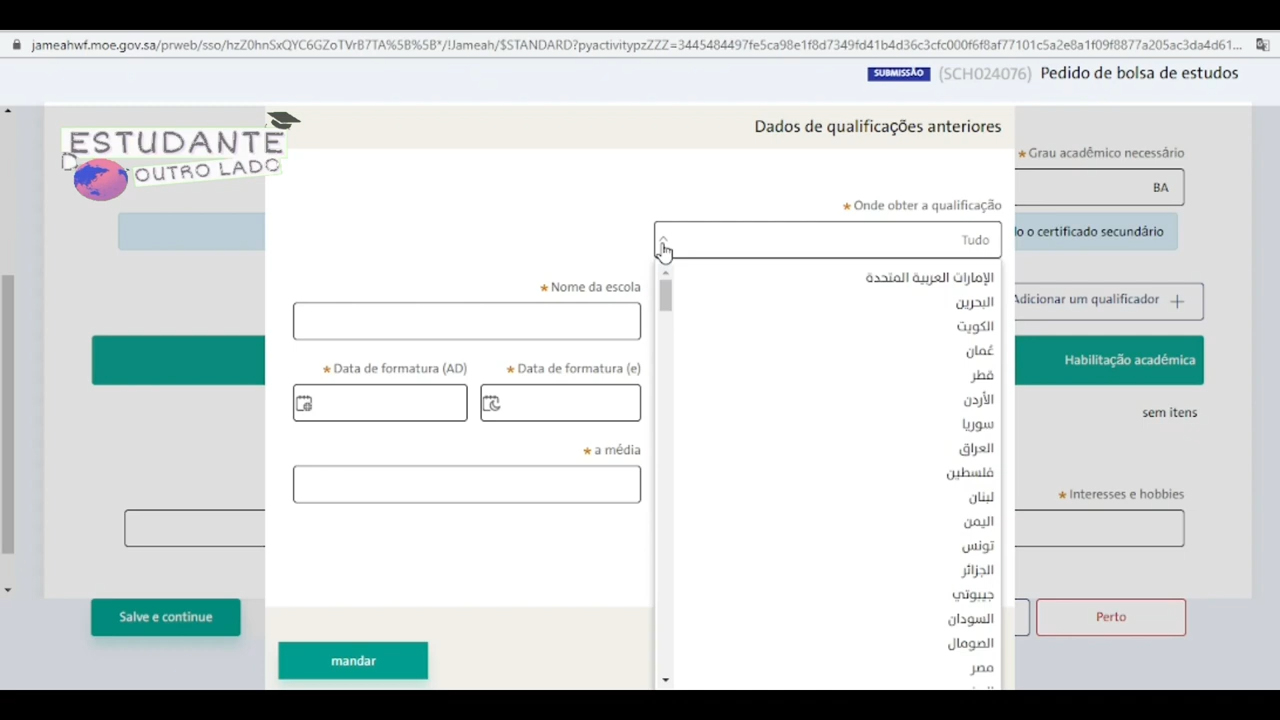 jameahwf.moe.gov.sa/prweb/sso/hzZ0hnSxQYC6GZoTVrB7TA%5B%5B*/!Jameah/$STANDARD?pyactivitypzZZZ=3445484497fe5ca98e1f8d7349fd41b4d36c3cfc000f6f8af77101c5a2e8a1f09f8877a205ac3da4d61...
SUBMISSÃO (SCH024076) Pedido de bolsa de estudos
ESTUDANTE
DO
OUTRO LADO
Dados de qualificações anteriores
* Grau acadêmico necessário
BA
* Onde obter a qualificação
Tudo
do o certificado secundário
الإمارات العربية المتحدة
البحرين
الكويت
عُمان
قطر
الأردن
سوريا
العراق
فلسطين
لبنان
اليمن
تونس
الجزائر
جيبوتي
السودان
الصومال
مصر
* Nome da escola
* Data de formatura (AD)
* Data de formatura (e)
* a média
Adicionar um qualificador +
Habilitação acadêmica
sem itens
* Interesses e hobbies
Salve e continue
Perto
mandar